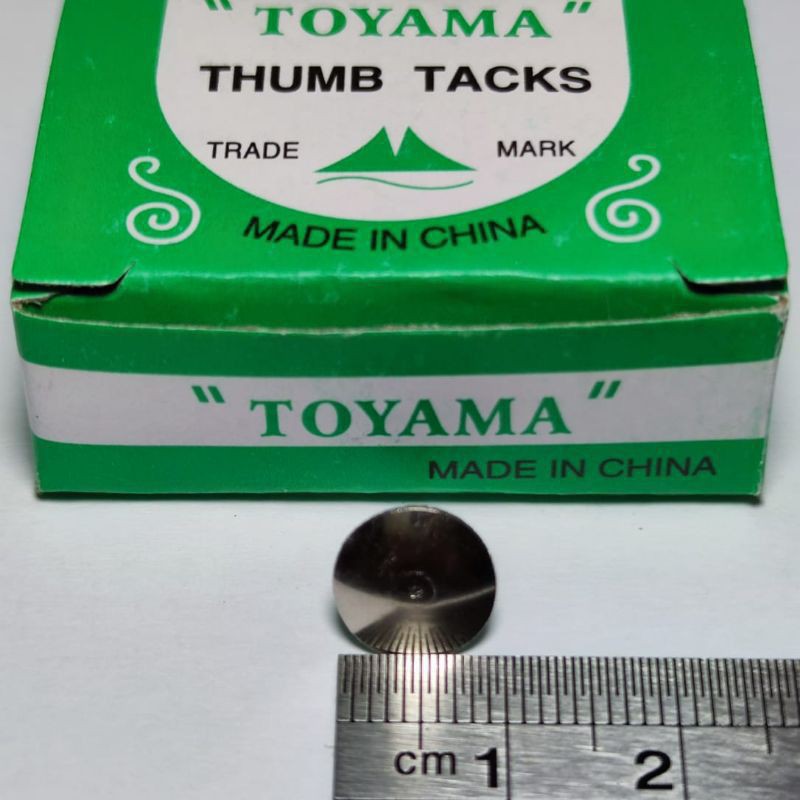 "TOYAMA"
THUMB TACKS
TRADE MARK
MADE IN CHINA
"TOYAMA"
MADE IN CHINA
cm 1 2